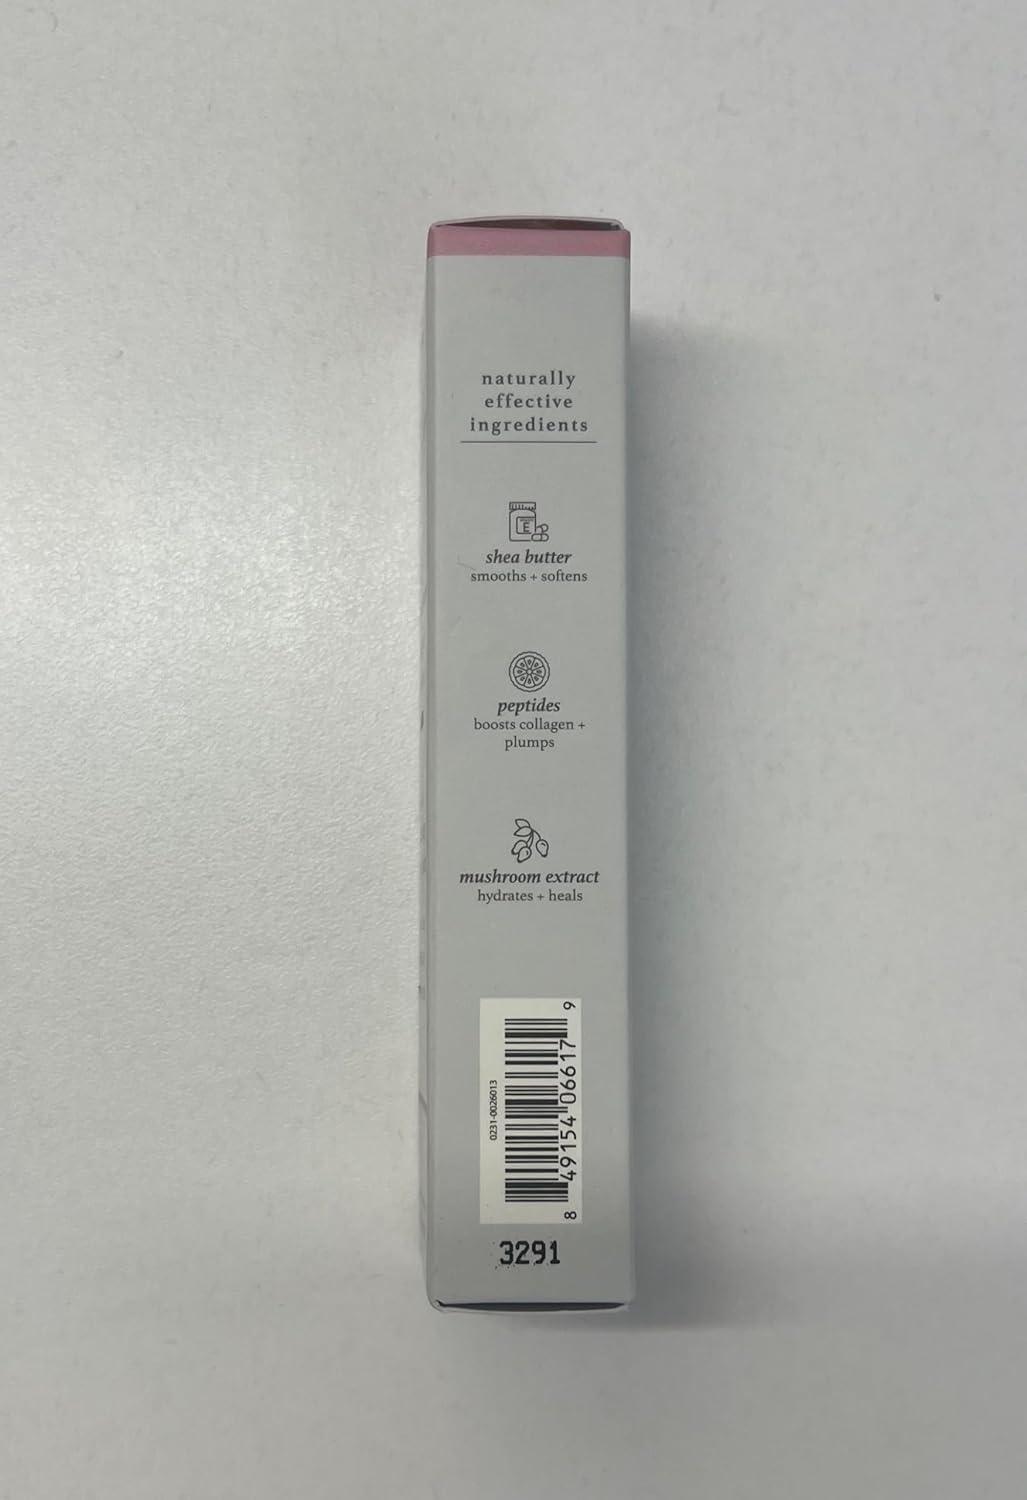 naturally
effective
ingredients
E
shea butter
smooths + softens
peptides
boosts collagen +
plumps
mushroom extract
hydrates + heals
0231-0026013
8 49154 06617 9
3291